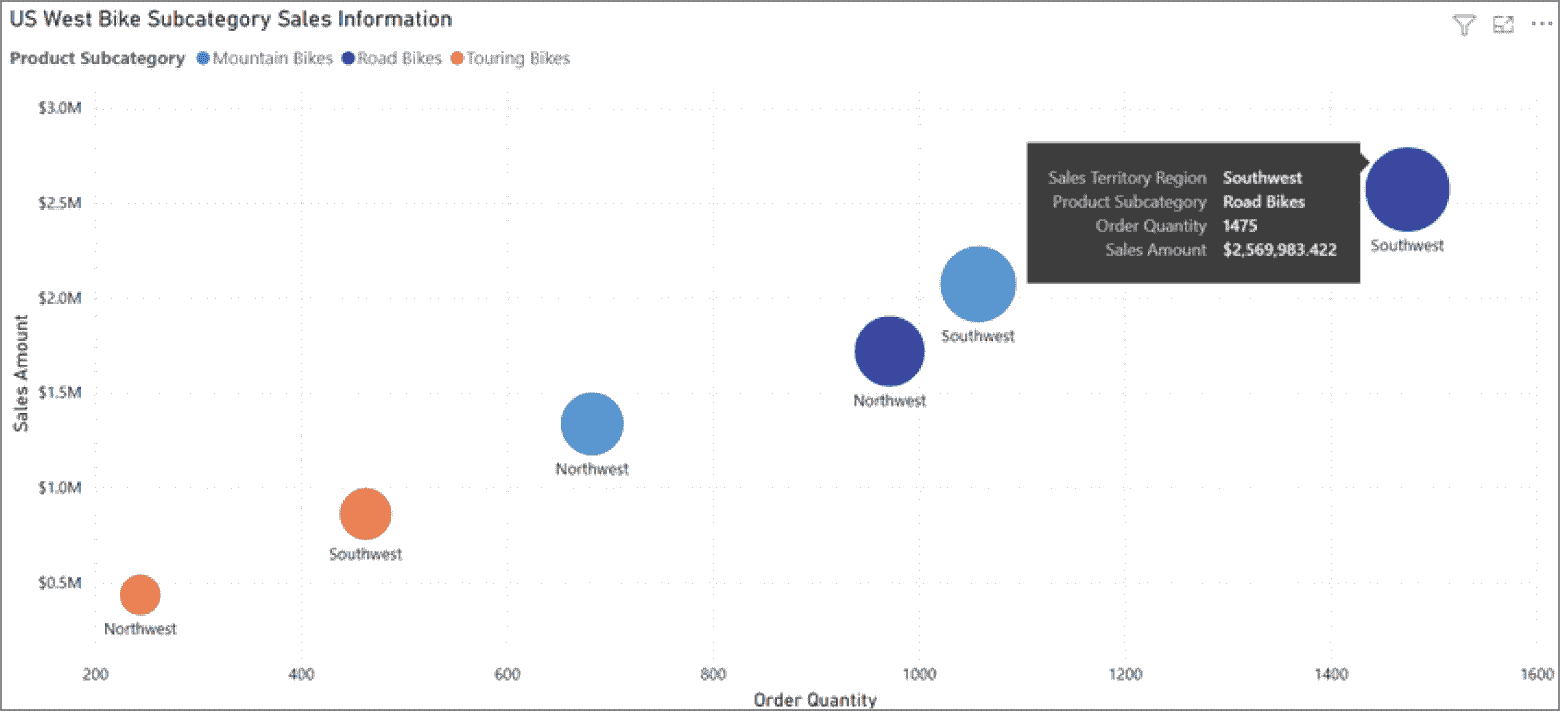 US West Bike Subcategory Sales Information
Product Subcategory Mountain Bikes Road Bikes Touring Bikes
$3.0M
$2.5M
$2.0M
$1.5M
$1.0M
$0.5M
Sales Amount
Sales Territory Region Southwest
Product Subcategory Road Bikes
Order Quantity 1475
Sales Amount $2,569,983.422
Southwest
Southwest
Northwest
Northwest
Southwest
Northwest
200 400 600 800 1000 1200 1400 1600
Order Quantity